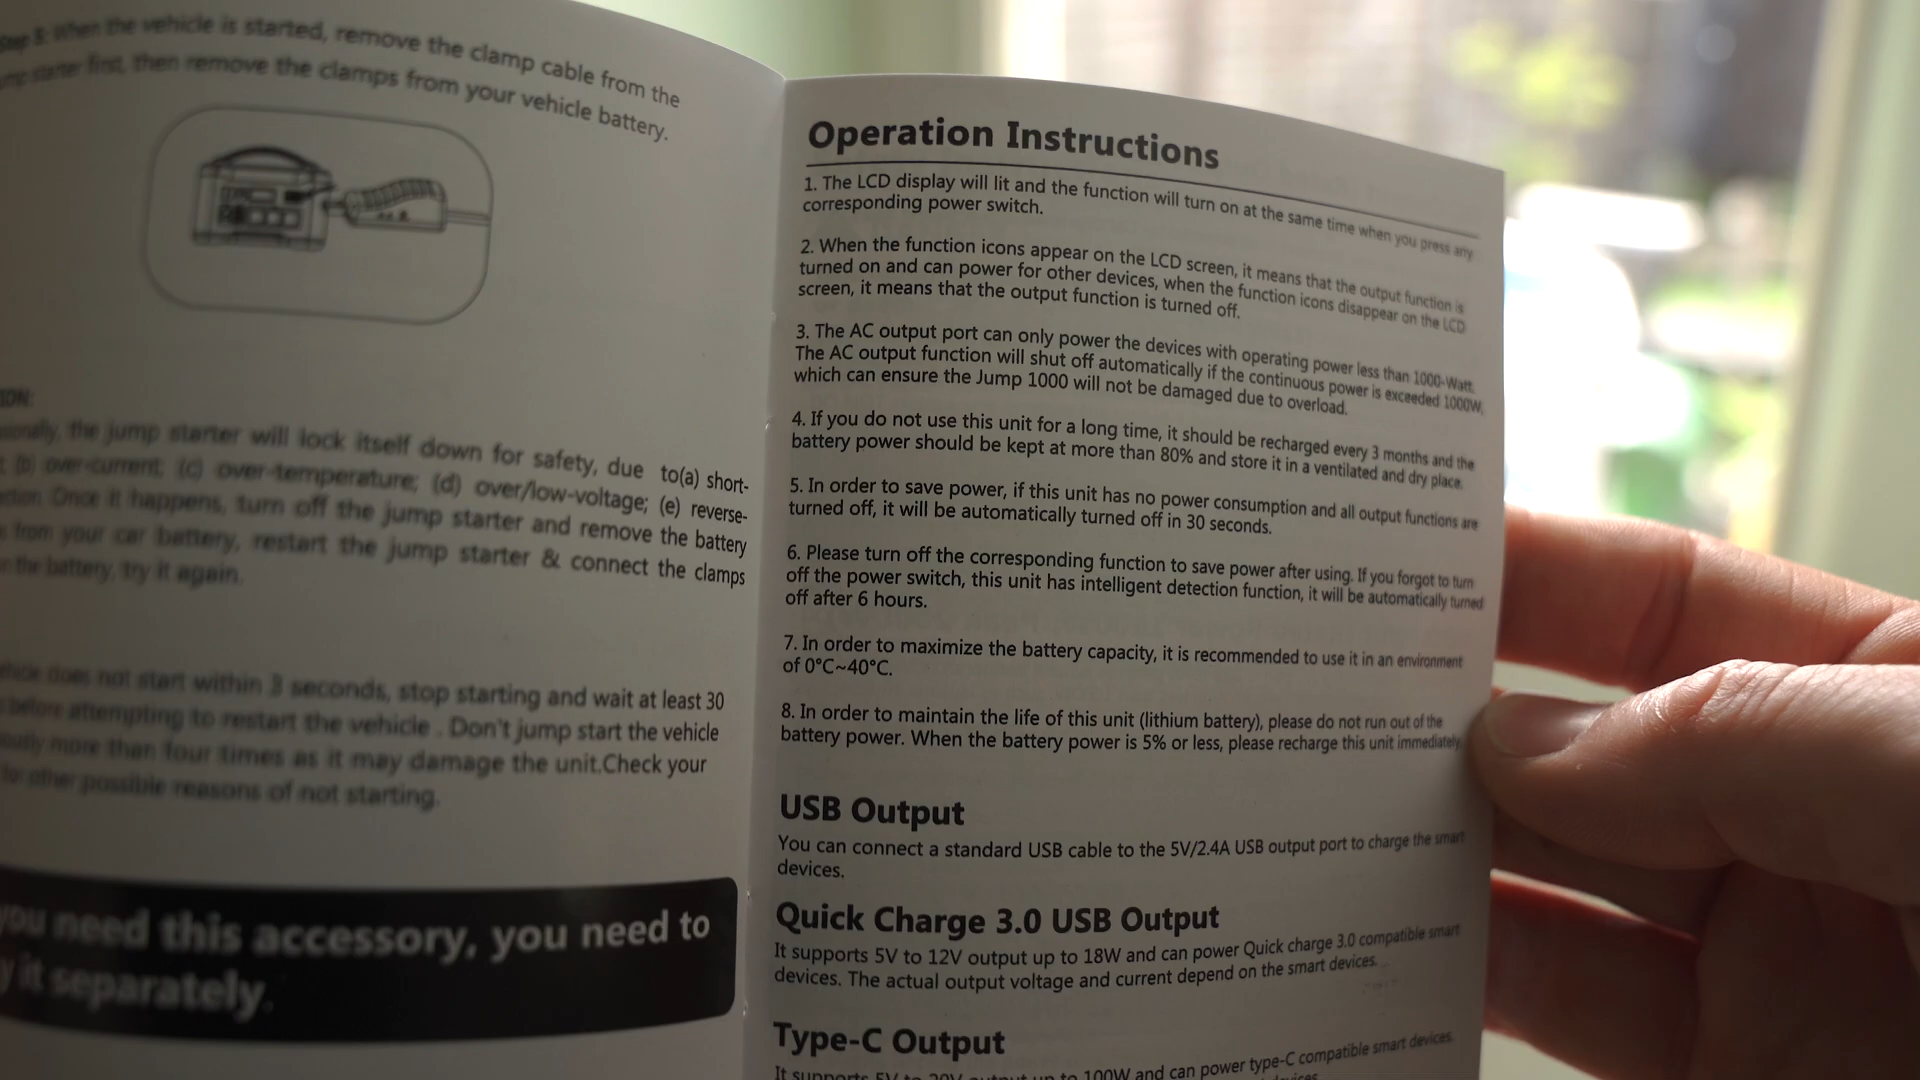 Step 8: When the vehicle is started, remove the clamp cable from the
starter first, then remove the clamps from your vehicle battery.
the jump starter will lock itself down for safety, due to(a) short-
(b) over-current; (c) over-temperature; (d) over/low-voltage; (e) reverse-
Once it happens, turn off the jump starter and remove the battery
from your car battery, restart the jump starter & connect the clamps
the battery, try it again.
does not start within 3 seconds, stop starting and wait at least 30
before attempting to restart the vehicle . Don't jump start the vehicle
more than four times as it may damage the unit.Check your
for other possible reasons of not starting.
you need this accessory, you need to
it separately.
Operation Instructions
1. The LCD display will lit and the function will turn on at the same time when you press any
corresponding power switch.
2. When the function icons appear on the LCD screen, it means that the output function is
turned on and can power for other devices, when the function icons disappear on the LCD
screen, it means that the output function is turned off.
3. The AC output port can only power the devices with operating power less than 1000-Watt.
The AC output function will shut off automatically if the continuous power is exceeded 1000W,
which can ensure the Jump 1000 will not be damaged due to overload.
4. If you do not use this unit for a long time, it should be recharged every 3 months and the
battery power should be kept at more than 80% and store it in a ventilated and dry place.
5. In order to save power, if this unit has no power consumption and all output functions are
turned off, it will be automatically turned off in 30 seconds.
6. Please turn off the corresponding function to save power after using. If you forgot to turn
off the power switch, this unit has intelligent detection function, it will be automatically turned
off after 6 hours.
7. In order to maximize the battery capacity, it is recommended to use it in an environment
of 0°C~40°C.
8. In order to maintain the life of this unit (lithium battery), please do not run out of the
battery power. When the battery power is 5% or less, please recharge this unit immediately.
USB Output
You can connect a standard USB cable to the 5V/2.4A USB output port to charge the smart
devices.
Quick Charge 3.0 USB Output
It supports 5V to 12V output up to 18W and can power Quick charge 3.0 compatible smart
devices. The actual output voltage and current depend on the smart devices.
Type-C Output
It supports 5V to 20V output up to 100W and can power type-C compatible smart devices.